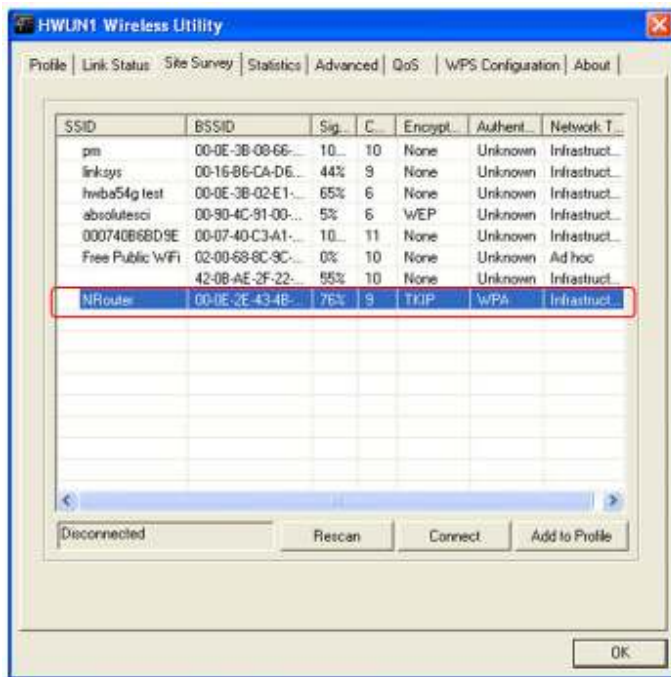 HWUN1 Wireless Utility
Profile Link Status Site Survey Statistics Advanced QoS WPS Configuration About
SSID BSSID Sig... C... Encrypt... Authent... Network T...
pm 00-0E-3B-08-66-... 10... 10 None Unknown Infrastruct...
linksys 00-16-B6-CA-D6... 44% 9 None Unknown Infrastruct...
hwba54g test 00-0E-3B-02-E1-... 65% 6 None Unknown Infrastruct...
absolutesci 00-90-4C-91-00-... 5% 6 WEP Unknown Infrastruct...
000740B6BD9E 00-07-40-C3-A1-... 10... 11 None Unknown Infrastruct...
Free Public WiFi 02-00-68-8C-9C-... 0% 10 None Unknown Ad hoc
42-0B-AE-2F-22-... 55% 10 None Unknown Infrastruct...
NRouter 00-0E-2E-43-4B-... 76% 9 TKIP WPA Infrastruct...
Disconnected Rescan Connect Add to Profile
OK